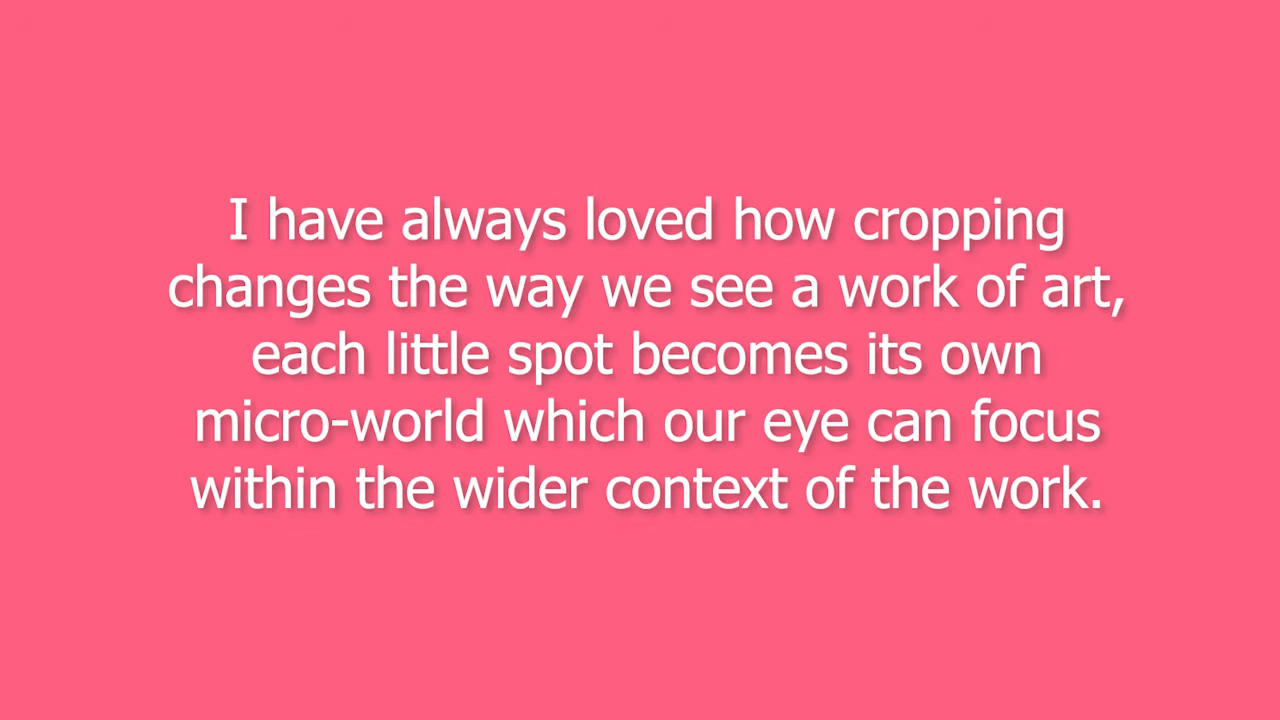 I have always loved how cropping
changes the way we see a work of art,
each little spot becomes its own
micro-world which our eye can focus
within the wider context of the work.